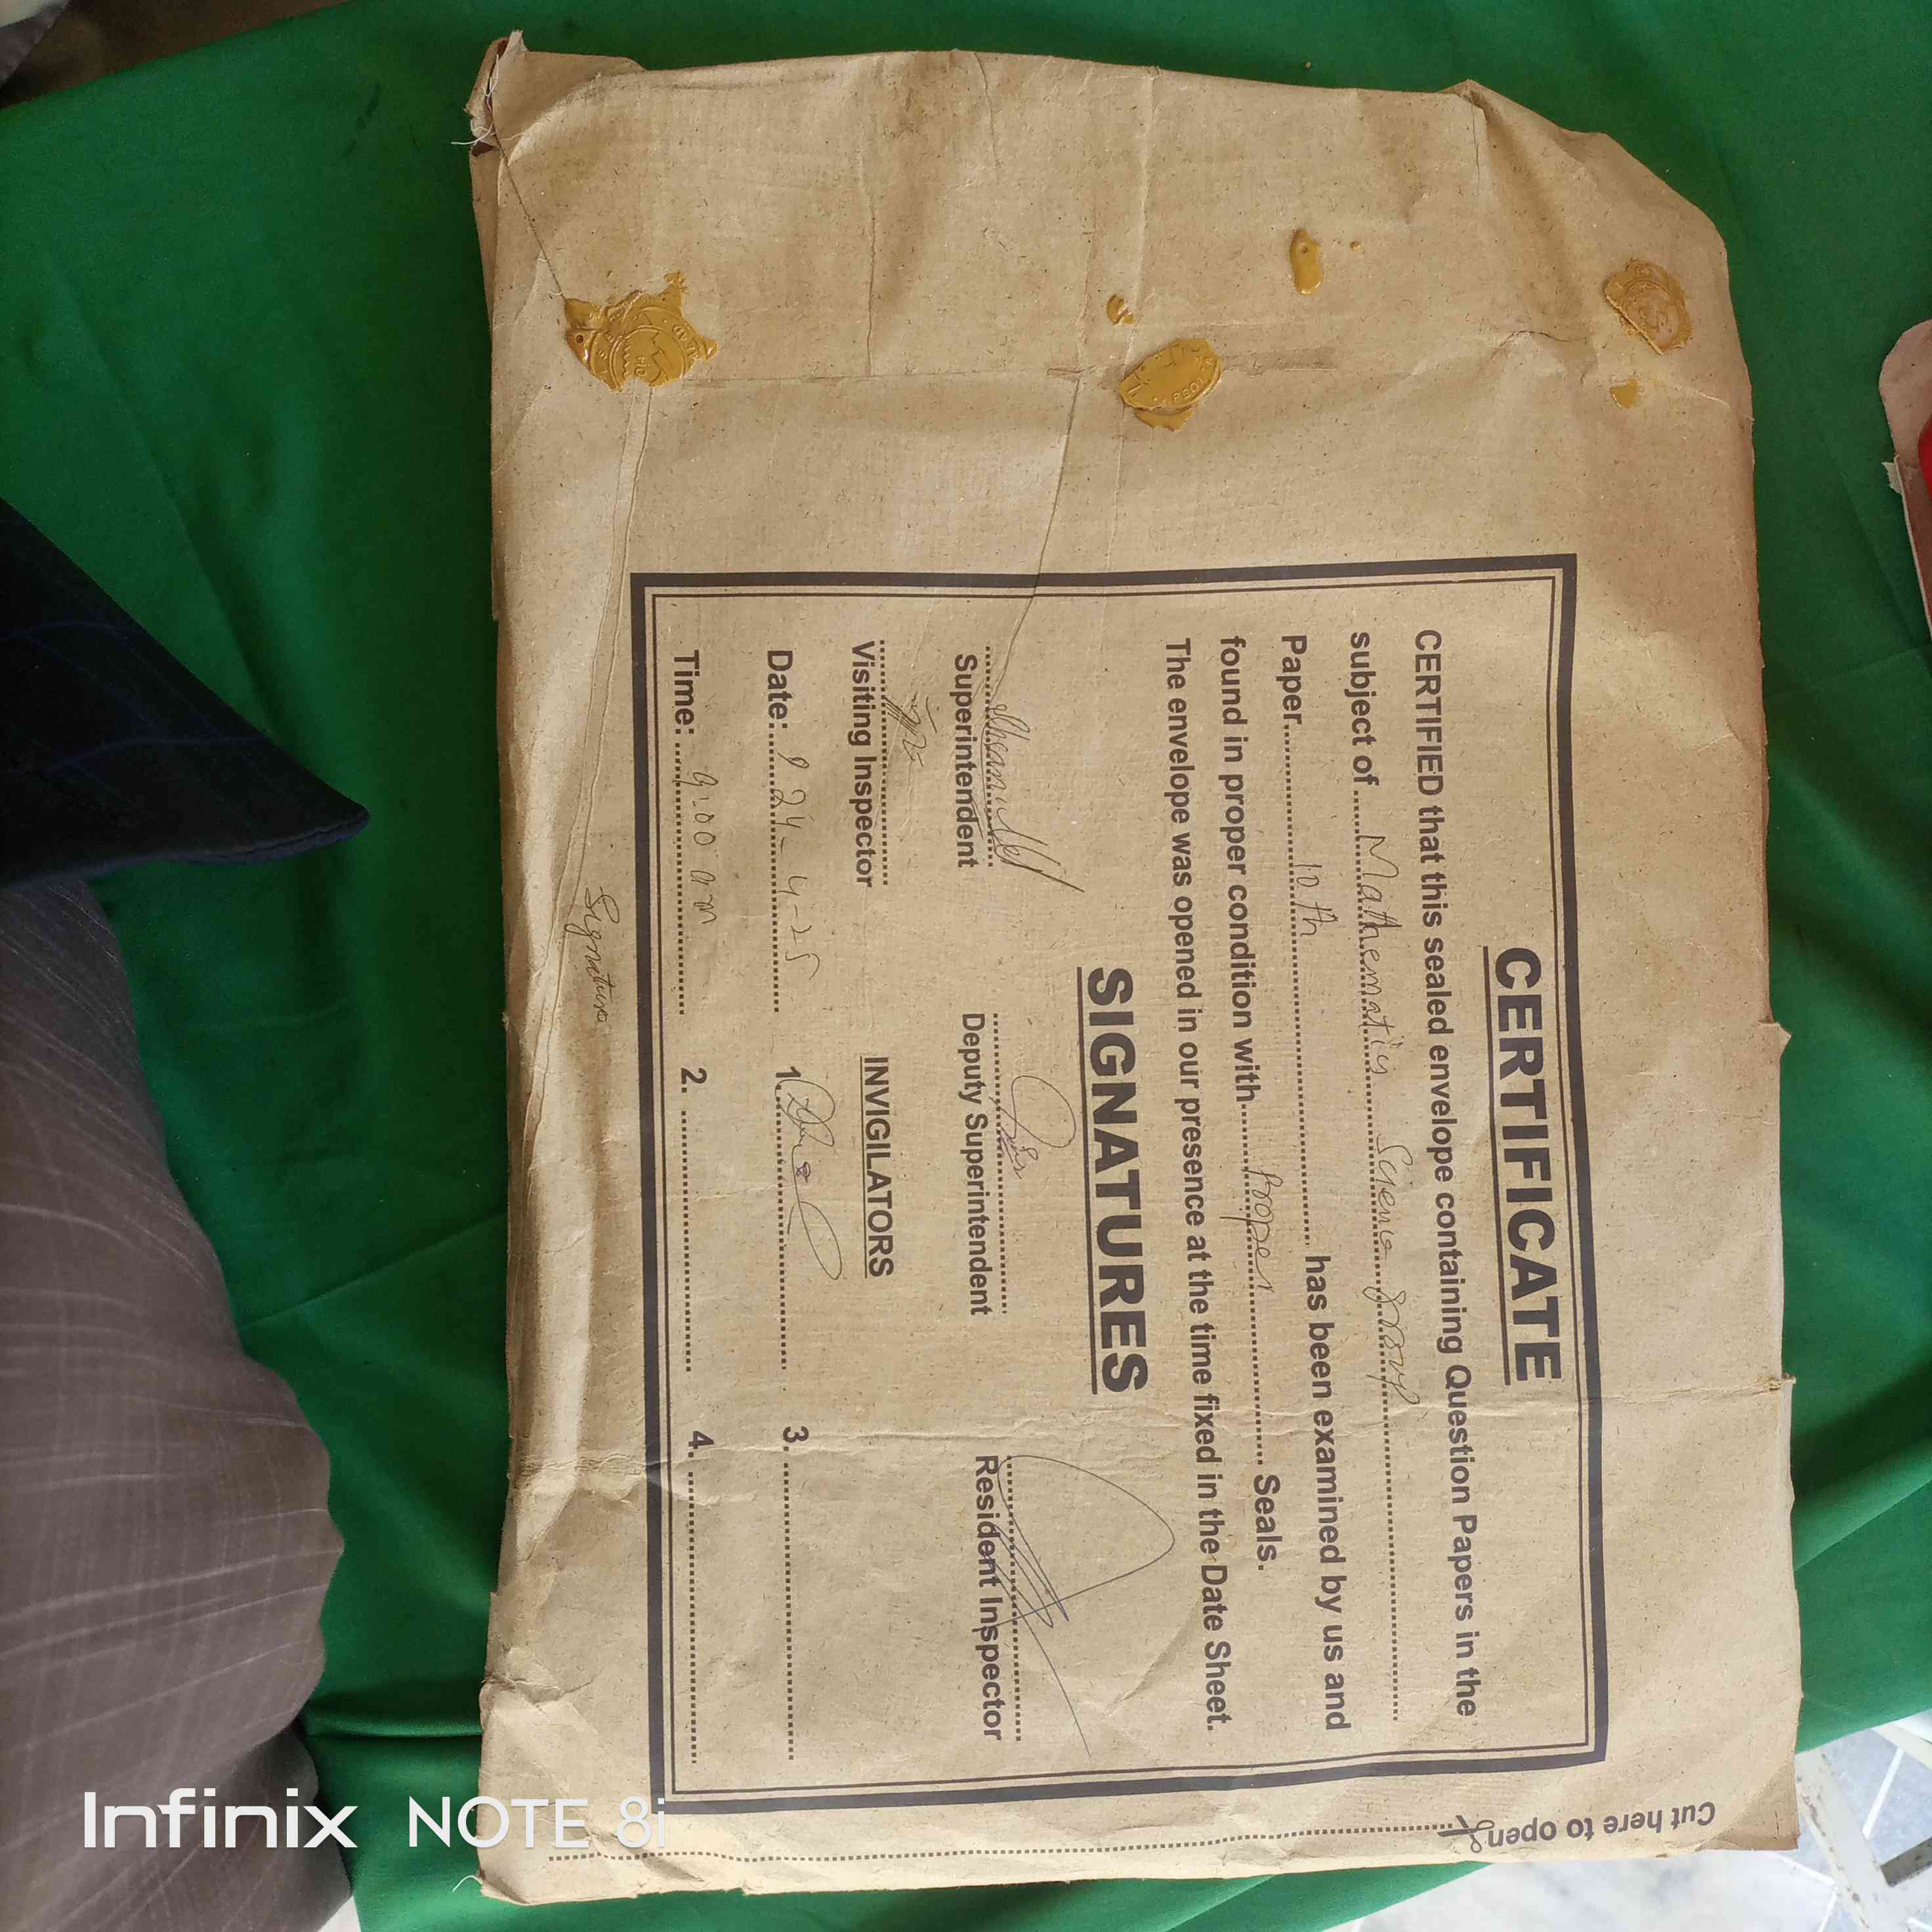 CERTIFICATE
CERTIFIED that this sealed envelope containing Question Papers in the
subject of Mathematics Science group
Paper 10th has been examined by us and
found in proper condition with proper Seals.
The envelope was opened in our presence at the time fixed in the Date Sheet.
SIGNATURES
Superintendent Deputy Superintendent Resident Inspector
Visiting Inspector INVIGILATORS
Date: 24-4-25 1. 3.
Time: 9:00 am 2. 4.
Signature
Cut here to open
Infinix NOTE 8i